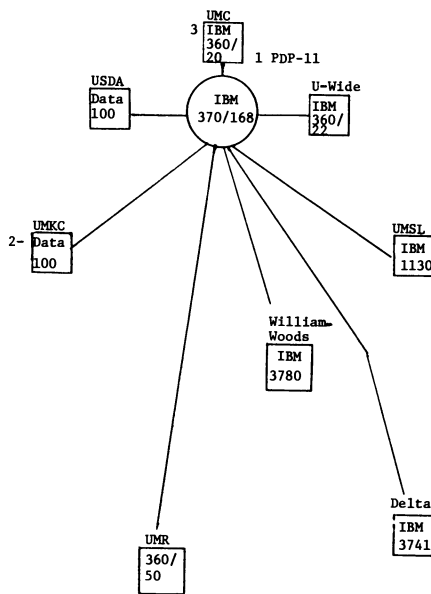 UMC
3 IBM
360/
20
1 PDP-11
USDA
Data
100
IBM
370/168
U-Wide
IBM
360/
22
UMKC
2- Data
100
UMSL
IBM
1130
William
Woods
IBM
3780
Delta
IBM
3741
UMR
360/
50